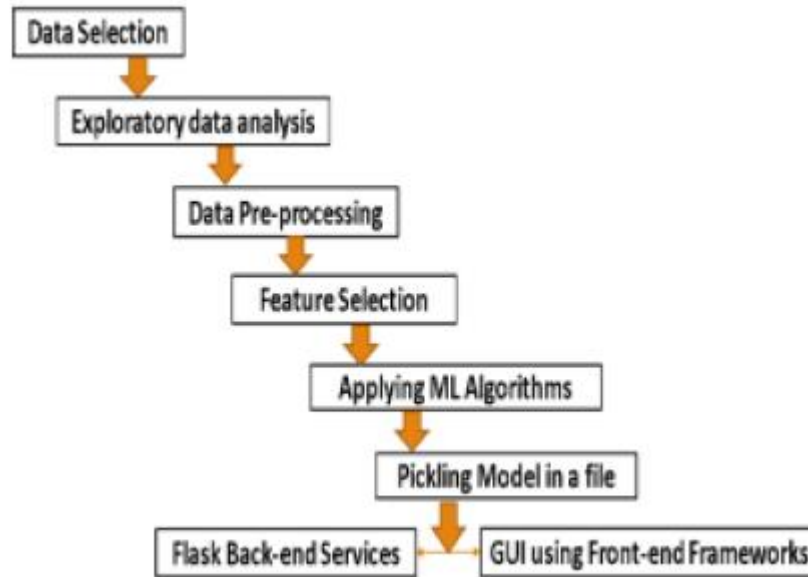 Data Selection
Exploratory data analysis
Data Pre-processing
Feature Selection
Applying ML Algorithms
Pickling Model in a file
Flask Back-end Services
GUI using Front-end Frameworks